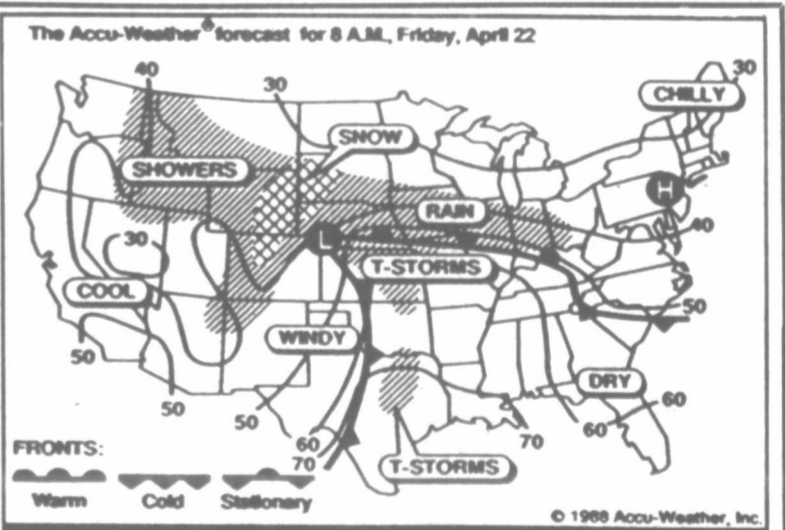 The Accu-Weather® forecast for 8 A.M., Friday, April 22
40
30
30
CHILLY
SNOW
SHOWERS
H
RAIN
40
30
L
T-STORMS
COOL
50
WINDY
50
DRY
50
50
60
60
60
70
70
T-STORMS
FRONTS:
Warm
Cold
Stationary
© 1988 Accu-Weather, Inc.